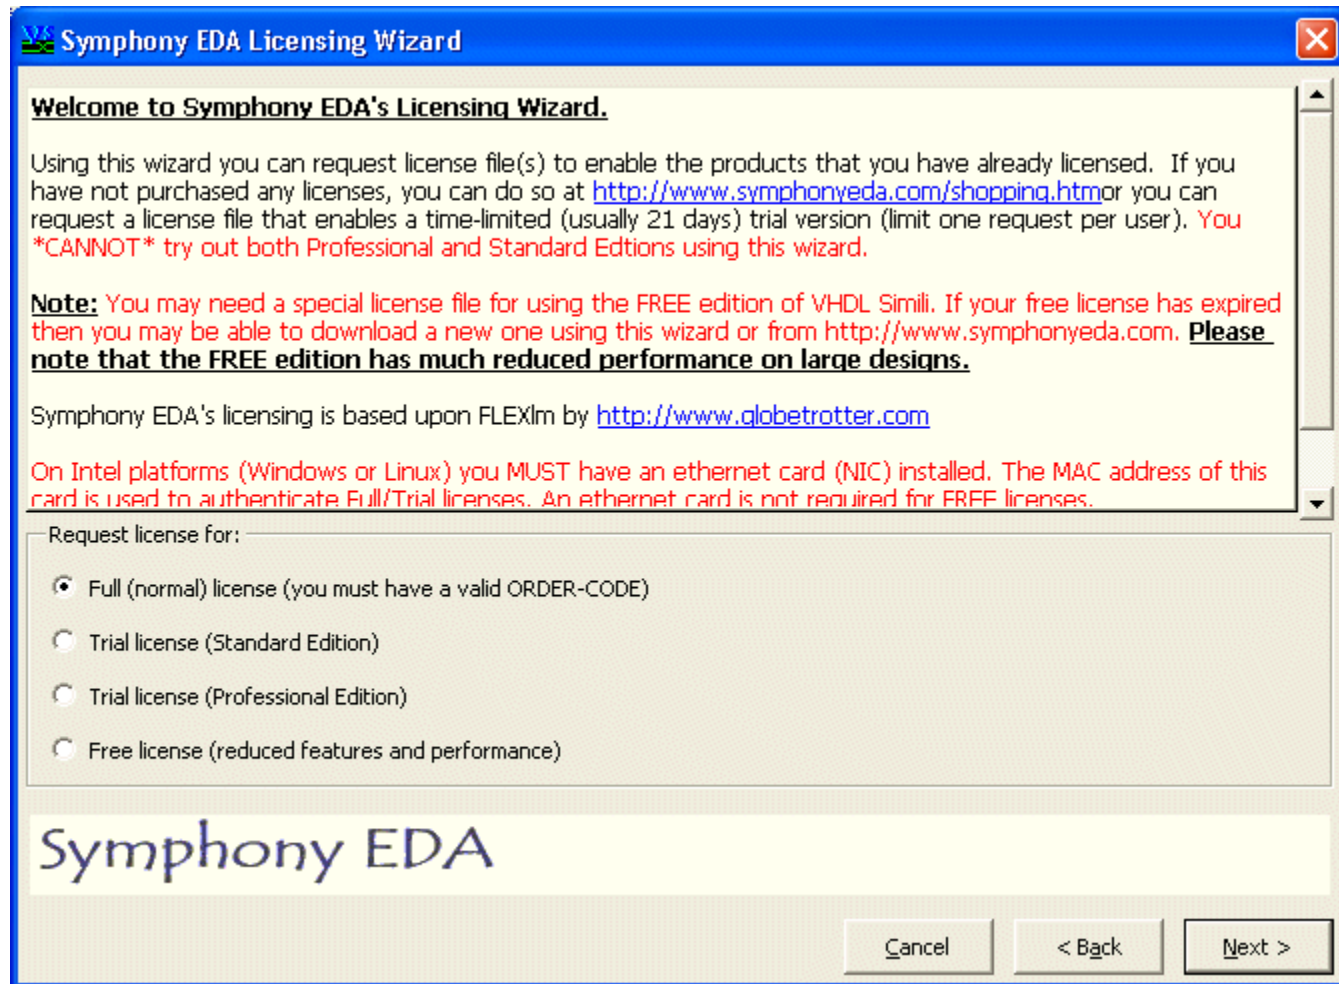 Symphony EDA Licensing Wizard
Welcome to Symphony EDA's Licensing Wizard.
Using this wizard you can request license file(s) to enable the products that you have already licensed.  If you
have not purchased any licenses, you can do so at http://www.symphonyeda.com/shopping.htmor you can
request a license file that enables a time-limited (usually 21 days) trial version (limit one request per user). You
*CANNOT* try out both Professional and Standard Edtions using this wizard.
Note: You may need a special license file for using the FREE edition of VHDL Simili. If your free license has expired
then you may be able to download a new one using this wizard or from http://www.symphonyeda.com. Please
note that the FREE edition has much reduced performance on large designs.
Symphony EDA's licensing is based upon FLEXlm by http://www.globetrotter.com
On Intel platforms (Windows or Linux) you MUST have an ethernet card (NIC) installed. The MAC address of this
card is used to authenticate Full/Trial licenses. An ethernet card is not required for FREE licenses.
Request license for:
Full (normal) license (you must have a valid ORDER-CODE)
Trial license (Standard Edition)
Trial license (Professional Edition)
Free license (reduced features and performance)
Symphony EDA
Cancel
< Back
Next >